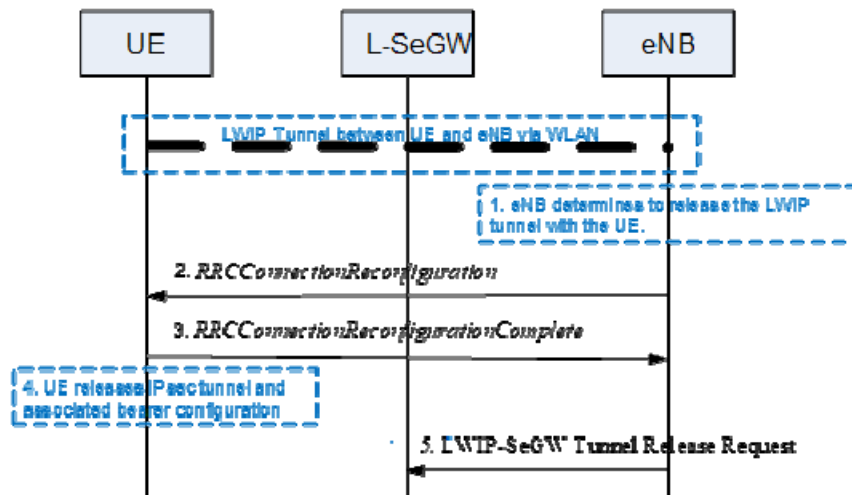 UE
L-SeGW
eNB
LWIP Tunnel between UE and eNB via WLAN
1. eNB determines to release the LWIP
tunnel with the UE.
2. RRCConnectionReconfiguration
3. RRCConnectionReconfigurationComplete
4. UE releases IPsec tunnel and
associated bearer configuration
5. LWIP-SeGW Tunnel Release Request